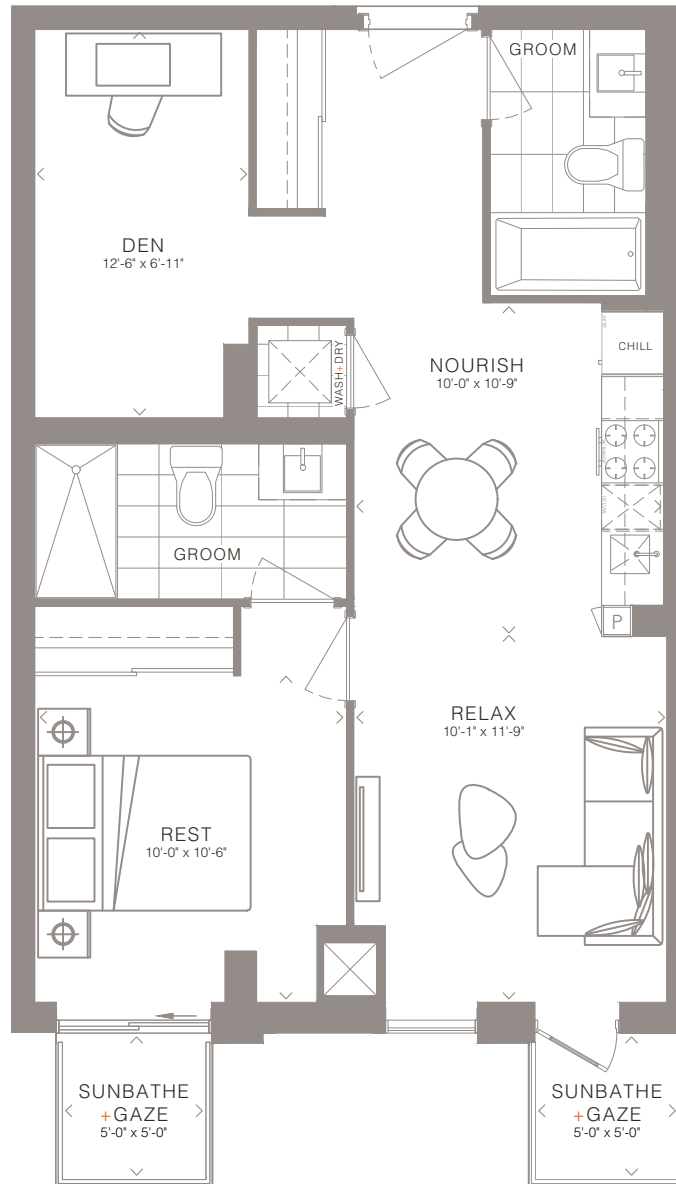 GROOM
DEN
12'-6" x 6'-11"
WASH+DRY
NOURISH
10'-0" x 10'-9"
CHILL
GROOM
P
RELAX
10'-1" x 11'-9"
REST
10'-0" x 10'-6"
SUNBATHE
+GAZE
5'-0" x 5'-0"
SUNBATHE
+GAZE
5'-0" x 5'-0"